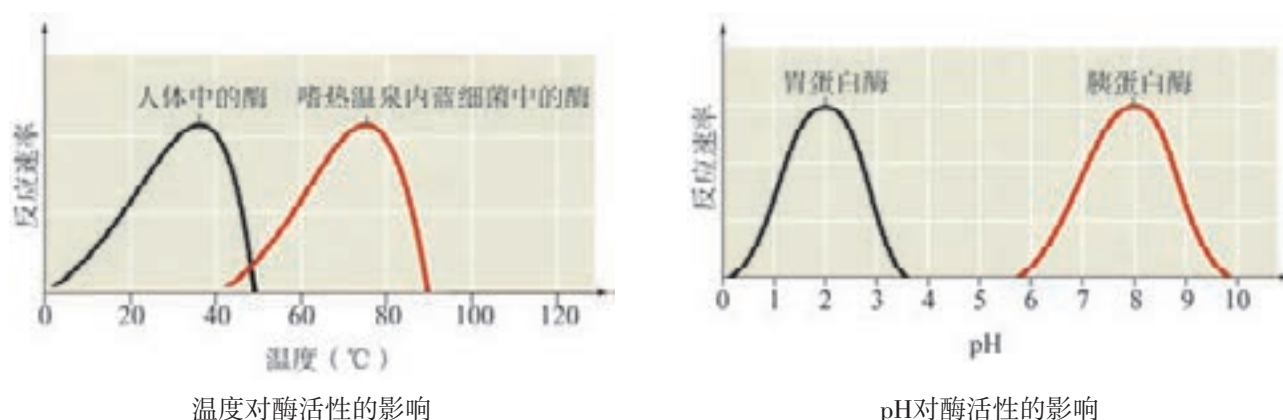 人体中的酶 嗜热温泉内蓝细菌中的酶
反应速率
0 20 40 60 80 100 120
温度（℃）
温度对酶活性的影响
胃蛋白酶 胰蛋白酶
反应速率
0 1 2 3 4 5 6 7 8 9 10
pH
pH对酶活性的影响